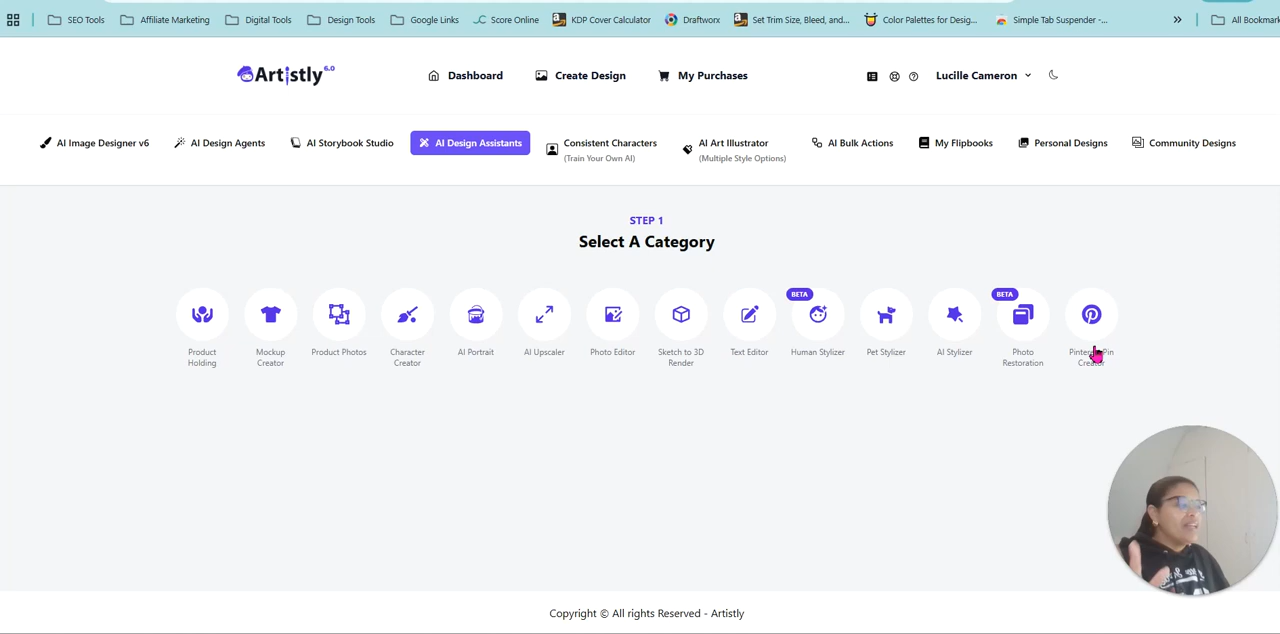 SEO Tools Affiliate Marketing Digital Tools Design Tools Google Links Score Online KDP Cover Calculator Draftworx Set Trim Size, Bleed, and... Color Palettes for Desig... Simple Tab Suspender -... » All Bookmark
Artistly 6.0 Dashboard Create Design My Purchases Lucille Cameron
AI Image Designer v6 AI Design Agents AI Storybook Studio AI Design Assistants Consistent Characters AI Art Illustrator AI Bulk Actions My Flipbooks Personal Designs Community Designs
(Train Your Own AI) (Multiple Style Options)
STEP 1
Select A Category
BETA BETA
Product Mockup Product Photos Character AI Portrait AI Upscaler Photo Editor Sketch to 3D Text Editor Human Stylizer Pet Stylizer AI Stylizer Photo Pin
Holding Creator Creator Render Restoration Creator
Copyright © All rights Reserved - Artistly